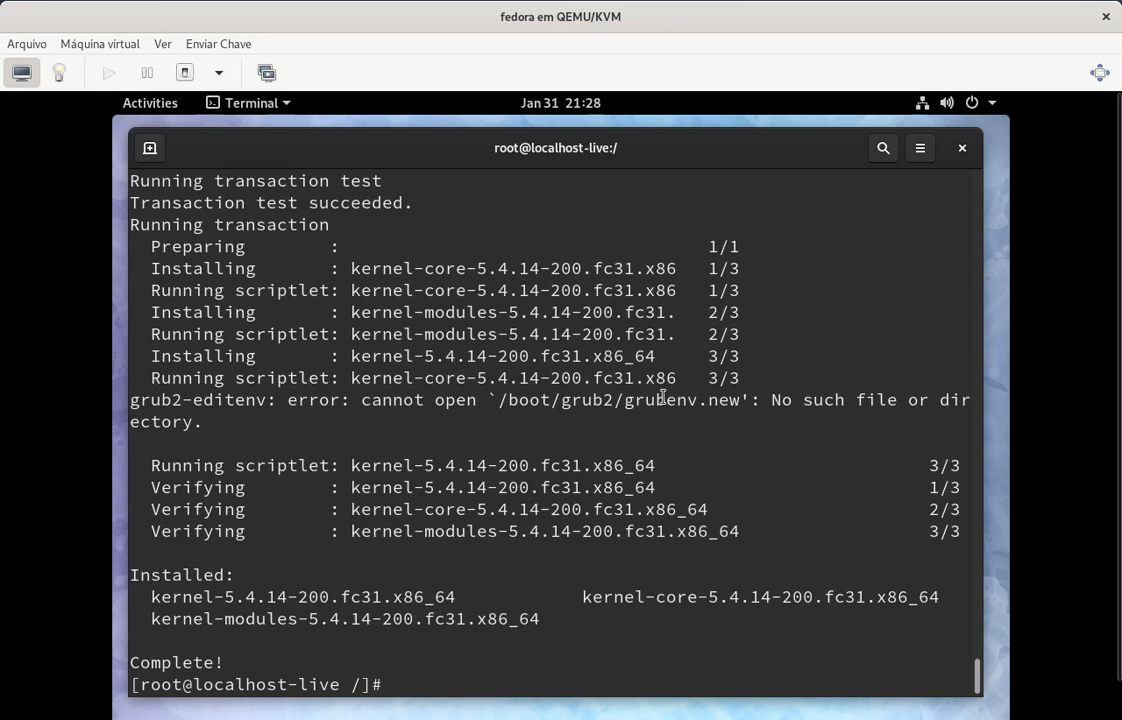 fedora em QEMU/KVM
Arquivo Máquina virtual Ver Enviar Chave
Activities Terminal Jan 31 21:28
root@localhost-live:/
Running transaction test
Transaction test succeeded.
Running transaction
  Preparing        :                                   1/1
  Installing       : kernel-core-5.4.14-200.fc31.x86   1/3
  Running scriptlet: kernel-core-5.4.14-200.fc31.x86   1/3
  Installing       : kernel-modules-5.4.14-200.fc31.   2/3
  Running scriptlet: kernel-modules-5.4.14-200.fc31.   2/3
  Installing       : kernel-5.4.14-200.fc31.x86_64     3/3
  Running scriptlet: kernel-core-5.4.14-200.fc31.x86   3/3
grub2-editenv: error: cannot open `/boot/grub2/grubenv.new': No such file or dir
ectory.
  Running scriptlet: kernel-5.4.14-200.fc31.x86_64                          3/3
  Verifying        : kernel-5.4.14-200.fc31.x86_64                          1/3
  Verifying        : kernel-core-5.4.14-200.fc31.x86_64                     2/3
  Verifying        : kernel-modules-5.4.14-200.fc31.x86_64                  3/3
Installed:
  kernel-5.4.14-200.fc31.x86_64            kernel-core-5.4.14-200.fc31.x86_64
  kernel-modules-5.4.14-200.fc31.x86_64
Complete!
[root@localhost-live /]#